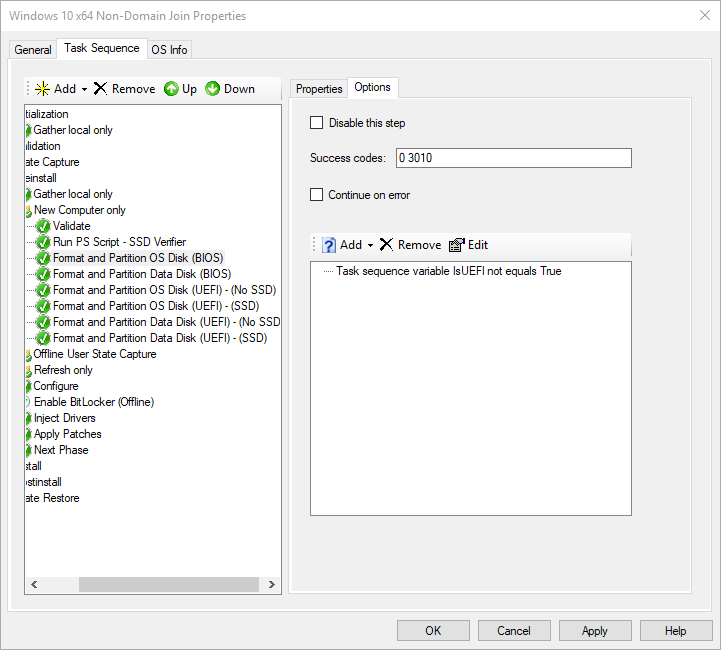 Windows 10 x64 Non-Domain Join Properties
General
Task Sequence
OS Info
Add
Remove
Up
Down
tialization
Gather local only
lidation
ate Capture
einstall
Gather local only
New Computer only
Validate
Run PS Script - SSD Verifier
Format and Partition OS Disk (BIOS)
Format and Partition Data Disk (BIOS)
Format and Partition OS Disk (UEFI) - (No SSD)
Format and Partition OS Disk (UEFI) - (SSD)
Format and Partition Data Disk (UEFI) - (No SSD
Format and Partition Data Disk (UEFI) - (SSD)
Offline User State Capture
Refresh only
Configure
Enable BitLocker (Offline)
Inject Drivers
Apply Patches
Next Phase
stall
ostinstall
ate Restore
Properties
Options
Disable this step
Success codes: 0 3010
Continue on error
Add
Remove
Edit
Task sequence variable IsUEFI not equals True
OK
Cancel
Apply
Help